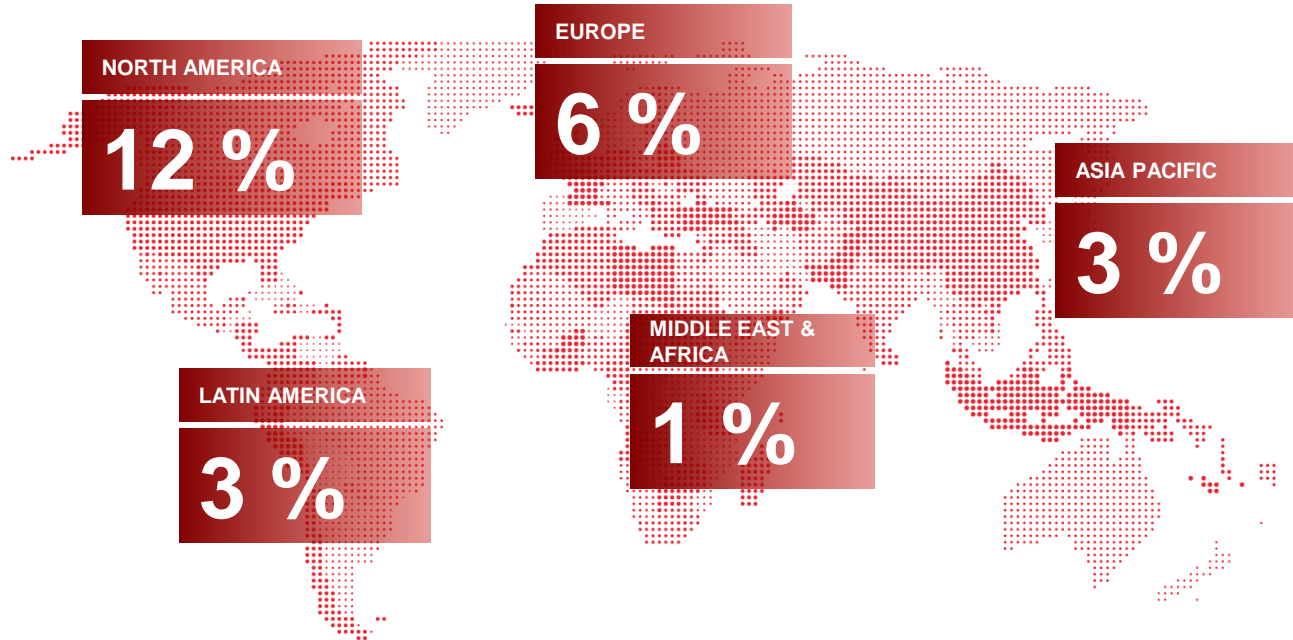 NORTH AMERICA
12 %
EUROPE
6 %
ASIA PACIFIC
3 %
MIDDLE EAST &
AFRICA
1 %
LATIN AMERICA
3 %